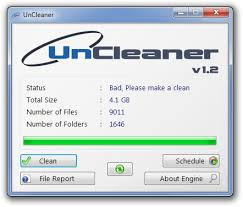 UnCleaner
UnCleaner
v1.2
Status : Bad, Please make a clean
Total Size : 4.1 GB
Number of Files : 9011
Number of Folders : 1646
Clean
Schedule
File Report
About Engine